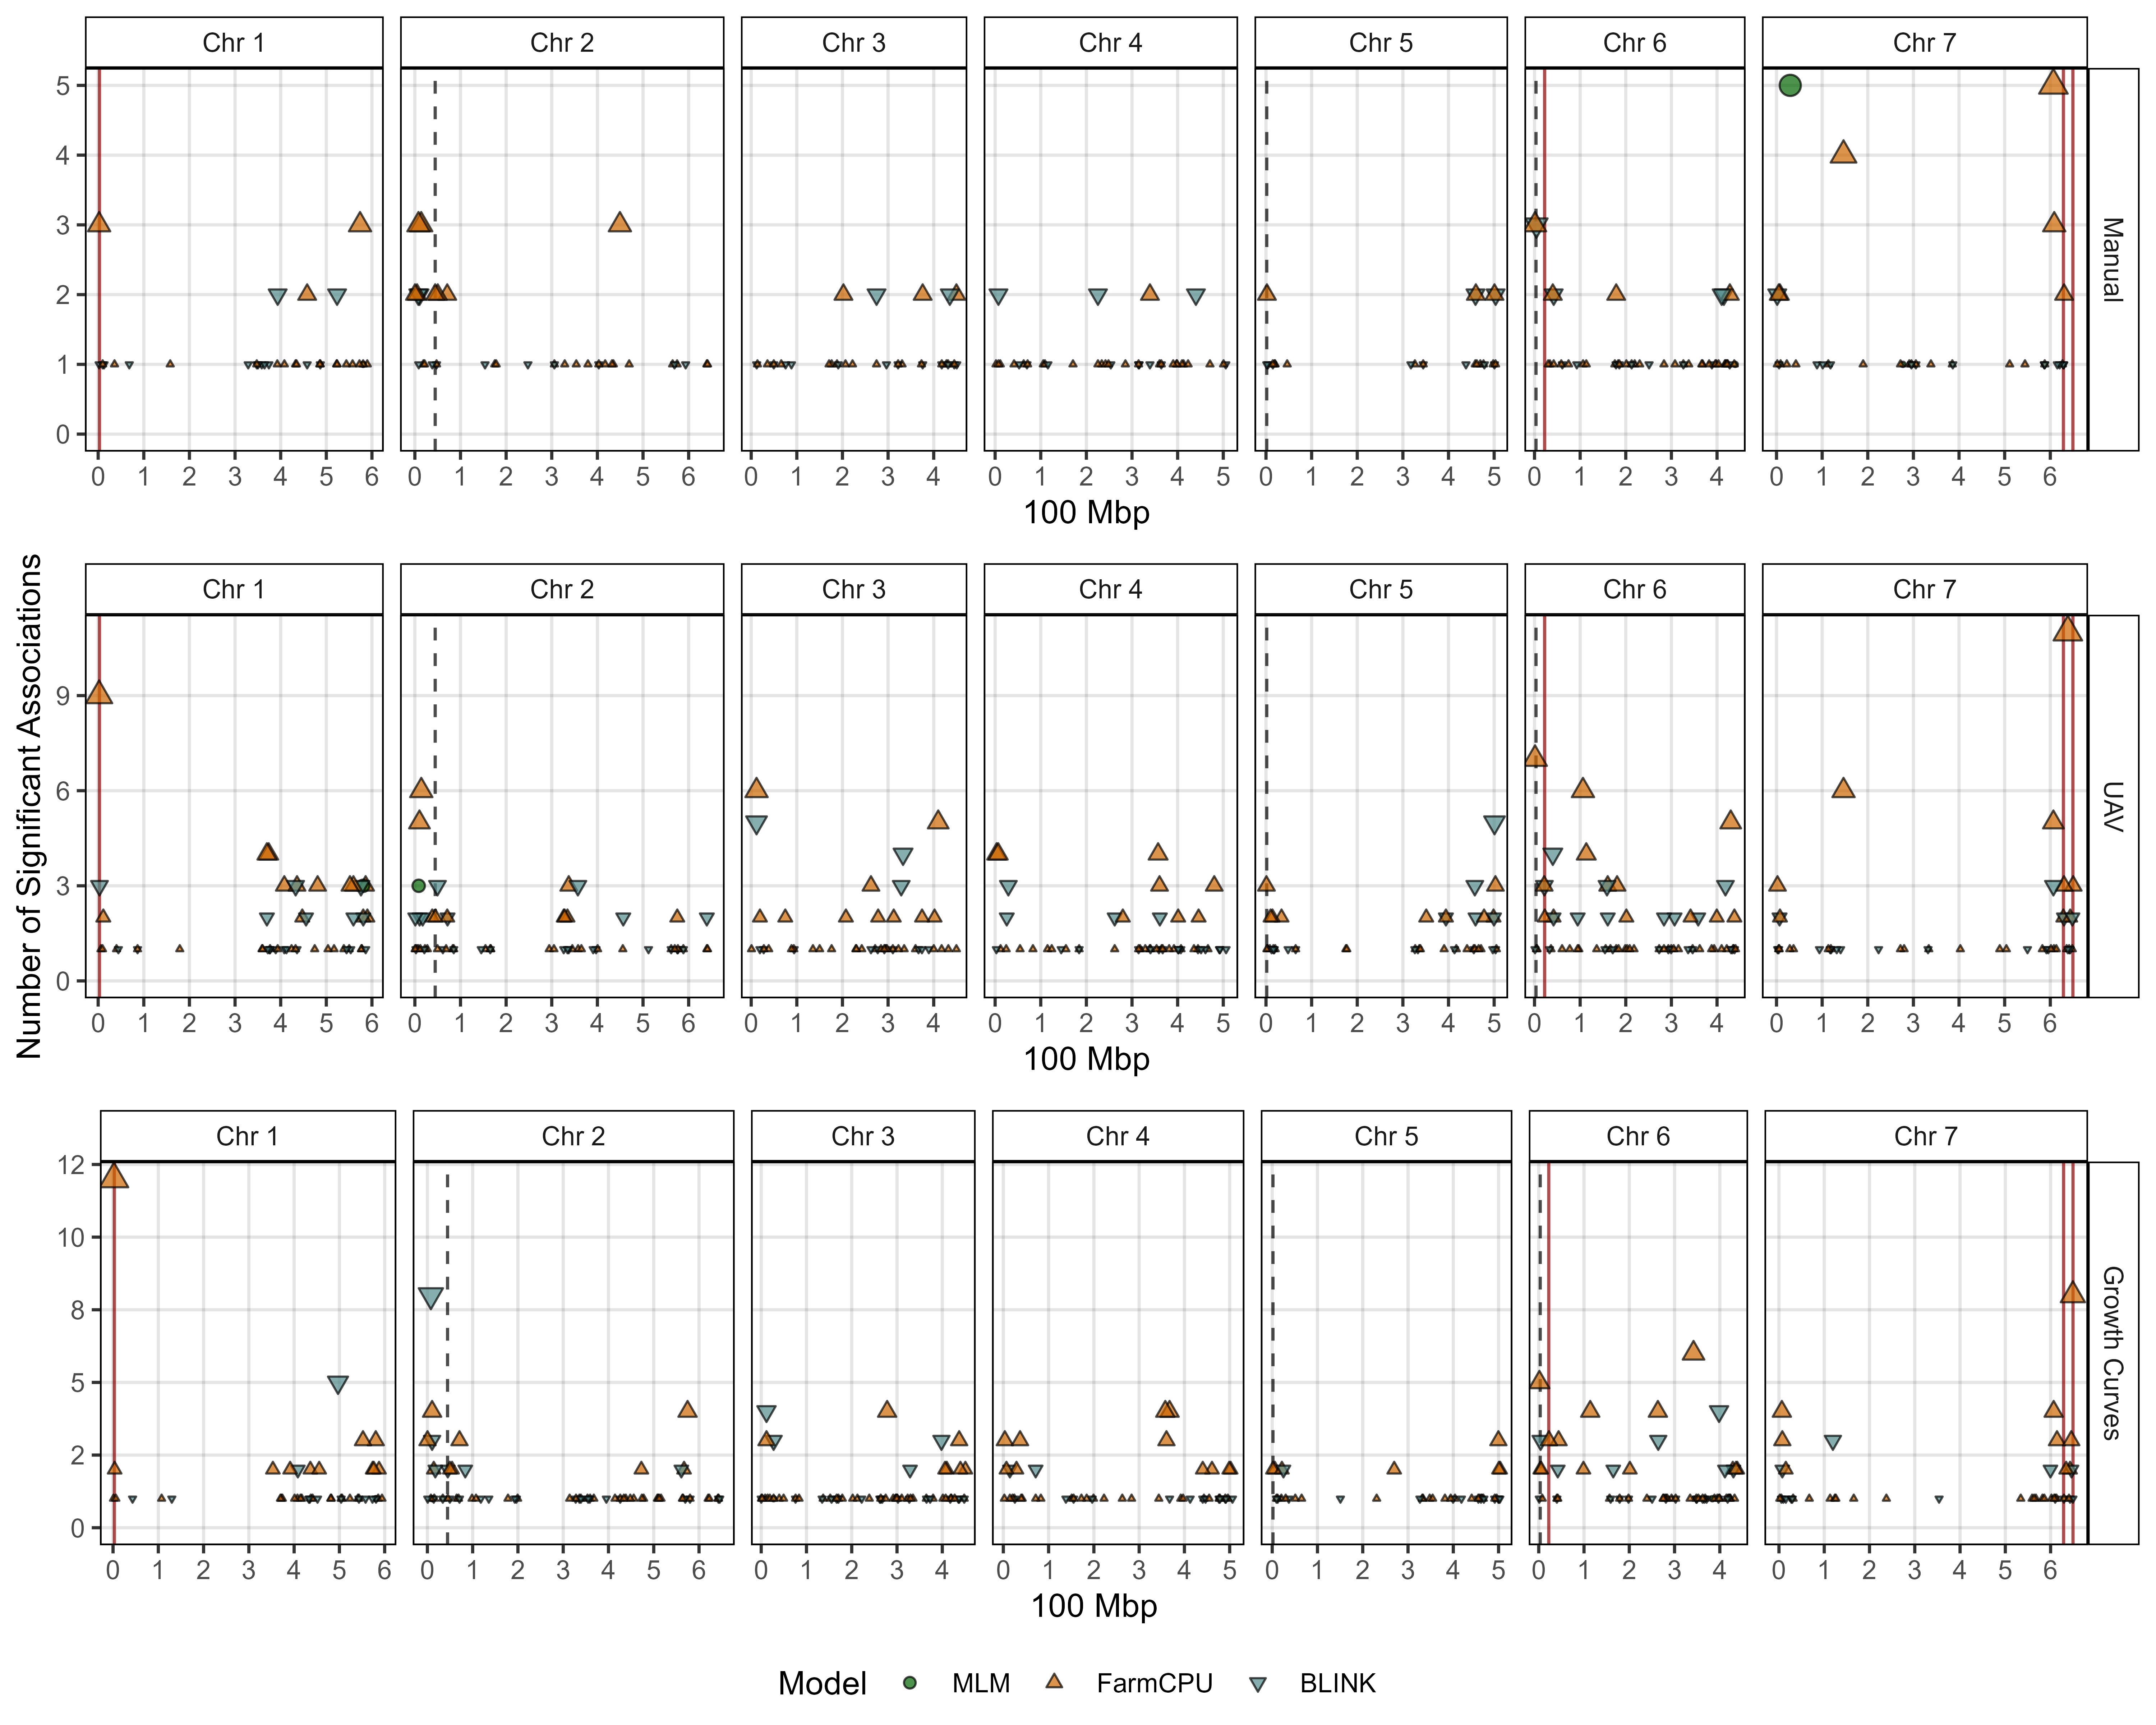 Chr 1 Chr 2 Chr 3 Chr 4 Chr 5 Chr 6 Chr 7
5
4
3
2
1
0
Manual
0 1 2 3 4 5 6 0 1 2 3 4 5 6 0 1 2 3 4 0 1 2 3 4 5 0 1 2 3 4 5 0 1 2 3 4 0 1 2 3 4 5 6
100 Mbp
Number of Significant Associations
Chr 1 Chr 2 Chr 3 Chr 4 Chr 5 Chr 6 Chr 7
9
6
3
0
UAV
0 1 2 3 4 5 6 0 1 2 3 4 5 6 0 1 2 3 4 0 1 2 3 4 5 0 1 2 3 4 5 0 1 2 3 4 0 1 2 3 4 5 6
100 Mbp
Chr 1 Chr 2 Chr 3 Chr 4 Chr 5 Chr 6 Chr 7
12
10
8
5
2
0
Growth Curves
0 1 2 3 4 5 6 0 1 2 3 4 5 6 0 1 2 3 4 0 1 2 3 4 5 0 1 2 3 4 5 0 1 2 3 4 0 1 2 3 4 5 6
100 Mbp
Model MLM FarmCPU BLINK